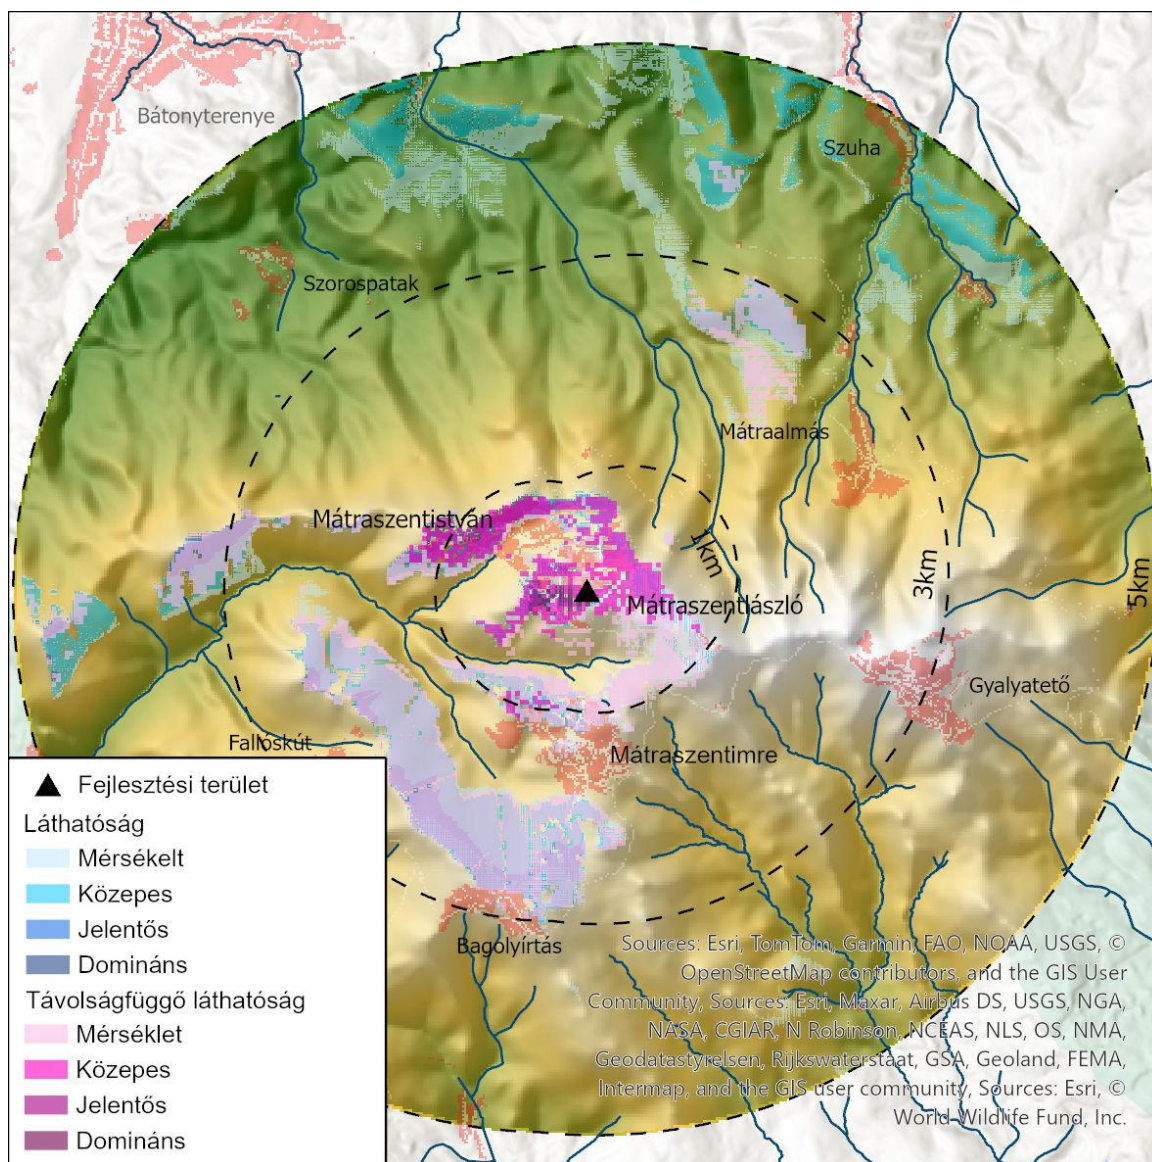 Bátonyterenye
Szuha
Szorospatak
Mátraalmás
Mátraszentistván
1km
3km
5km
Mátraszentlászló
Gyalyatető
Fallóskút
Mátraszentimre
Bagolyírtás
Fejlesztési terület
Láthatóság
Mérsékelt
Közepes
Jelentős
Domináns
Távolságfüggő láthatóság
Mérséklet
Közepes
Jelentős
Domináns
Sources: Esri, TomTom, Garmin, FAO, NOAA, USGS, ©
OpenStreetMap contributors, and the GIS User
Community, Sources: Esri, Maxar, Airbus DS, USGS, NGA,
NASA, CGIAR, N Robinson, NCEAS, NLS, OS, NMA,
Geodatastyrelsen, Rijkswaterstaat, GSA, Geoland, FEMA,
Intermap, and the GIS user community, Sources: Esri, ©
World Wildlife Fund, Inc.